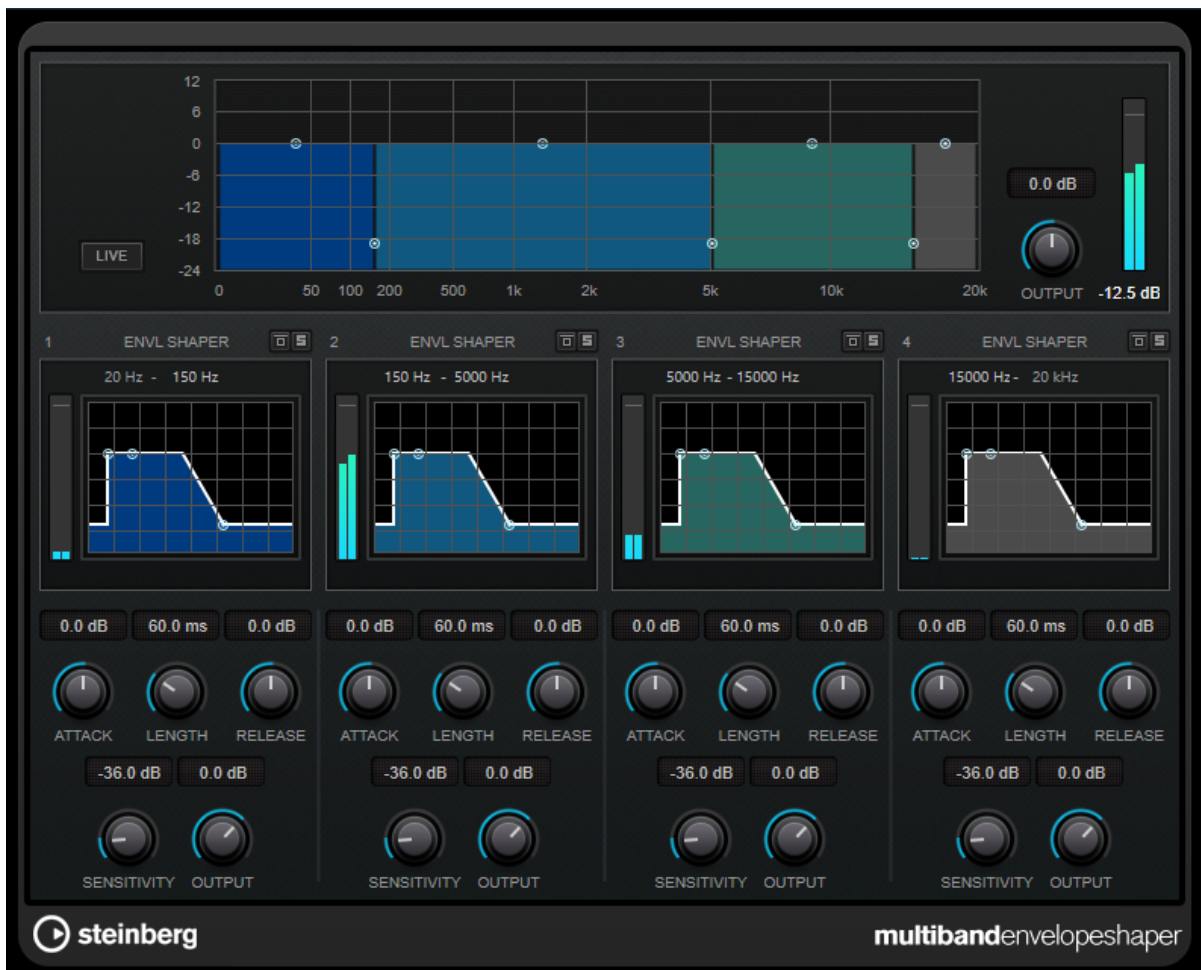 12
6
0
-6
-12
-18
-24
LIVE
0 50 100 200 500 1k 2k 5k 10k 20k
0.0 dB
OUTPUT -12.5 dB
1 ENVL SHAPER S 2 ENVL SHAPER S 3 ENVL SHAPER S 4 ENVL SHAPER S
20 Hz - 150 Hz 150 Hz - 5000 Hz 5000 Hz - 15000 Hz 15000 Hz - 20 kHz
0.0 dB 60.0 ms 0.0 dB 0.0 dB 60.0 ms 0.0 dB 0.0 dB 60.0 ms 0.0 dB 0.0 dB 60.0 ms 0.0 dB
ATTACK LENGTH RELEASE ATTACK LENGTH RELEASE ATTACK LENGTH RELEASE ATTACK LENGTH RELEASE
-36.0 dB 0.0 dB -36.0 dB 0.0 dB -36.0 dB 0.0 dB -36.0 dB 0.0 dB
SENSITIVITY OUTPUT SENSITIVITY OUTPUT SENSITIVITY OUTPUT SENSITIVITY OUTPUT
steinberg multibandenvelopeshaper